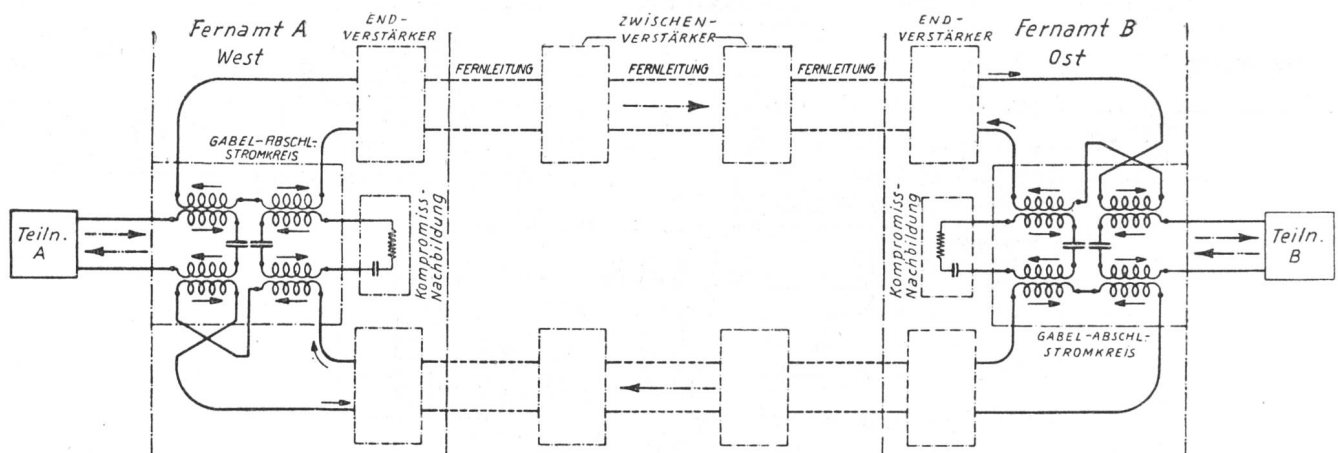 Fernamt A
West
END-
VERSTÄRKER
ZWISCHEN-
VERSTÄRKER
END-
VERSTÄRKER
Fernamt B
Ost
FERNLEITUNG
FERNLEITUNG
FERNLEITUNG
GABEL-ABSCHL-
STROMKREIS
Teiln.
A
Kompromiss-
Nachbildung
Kompromiss-
Nachbildung
Teiln.
B
GABEL-ABSCHL-
STROMKREIS